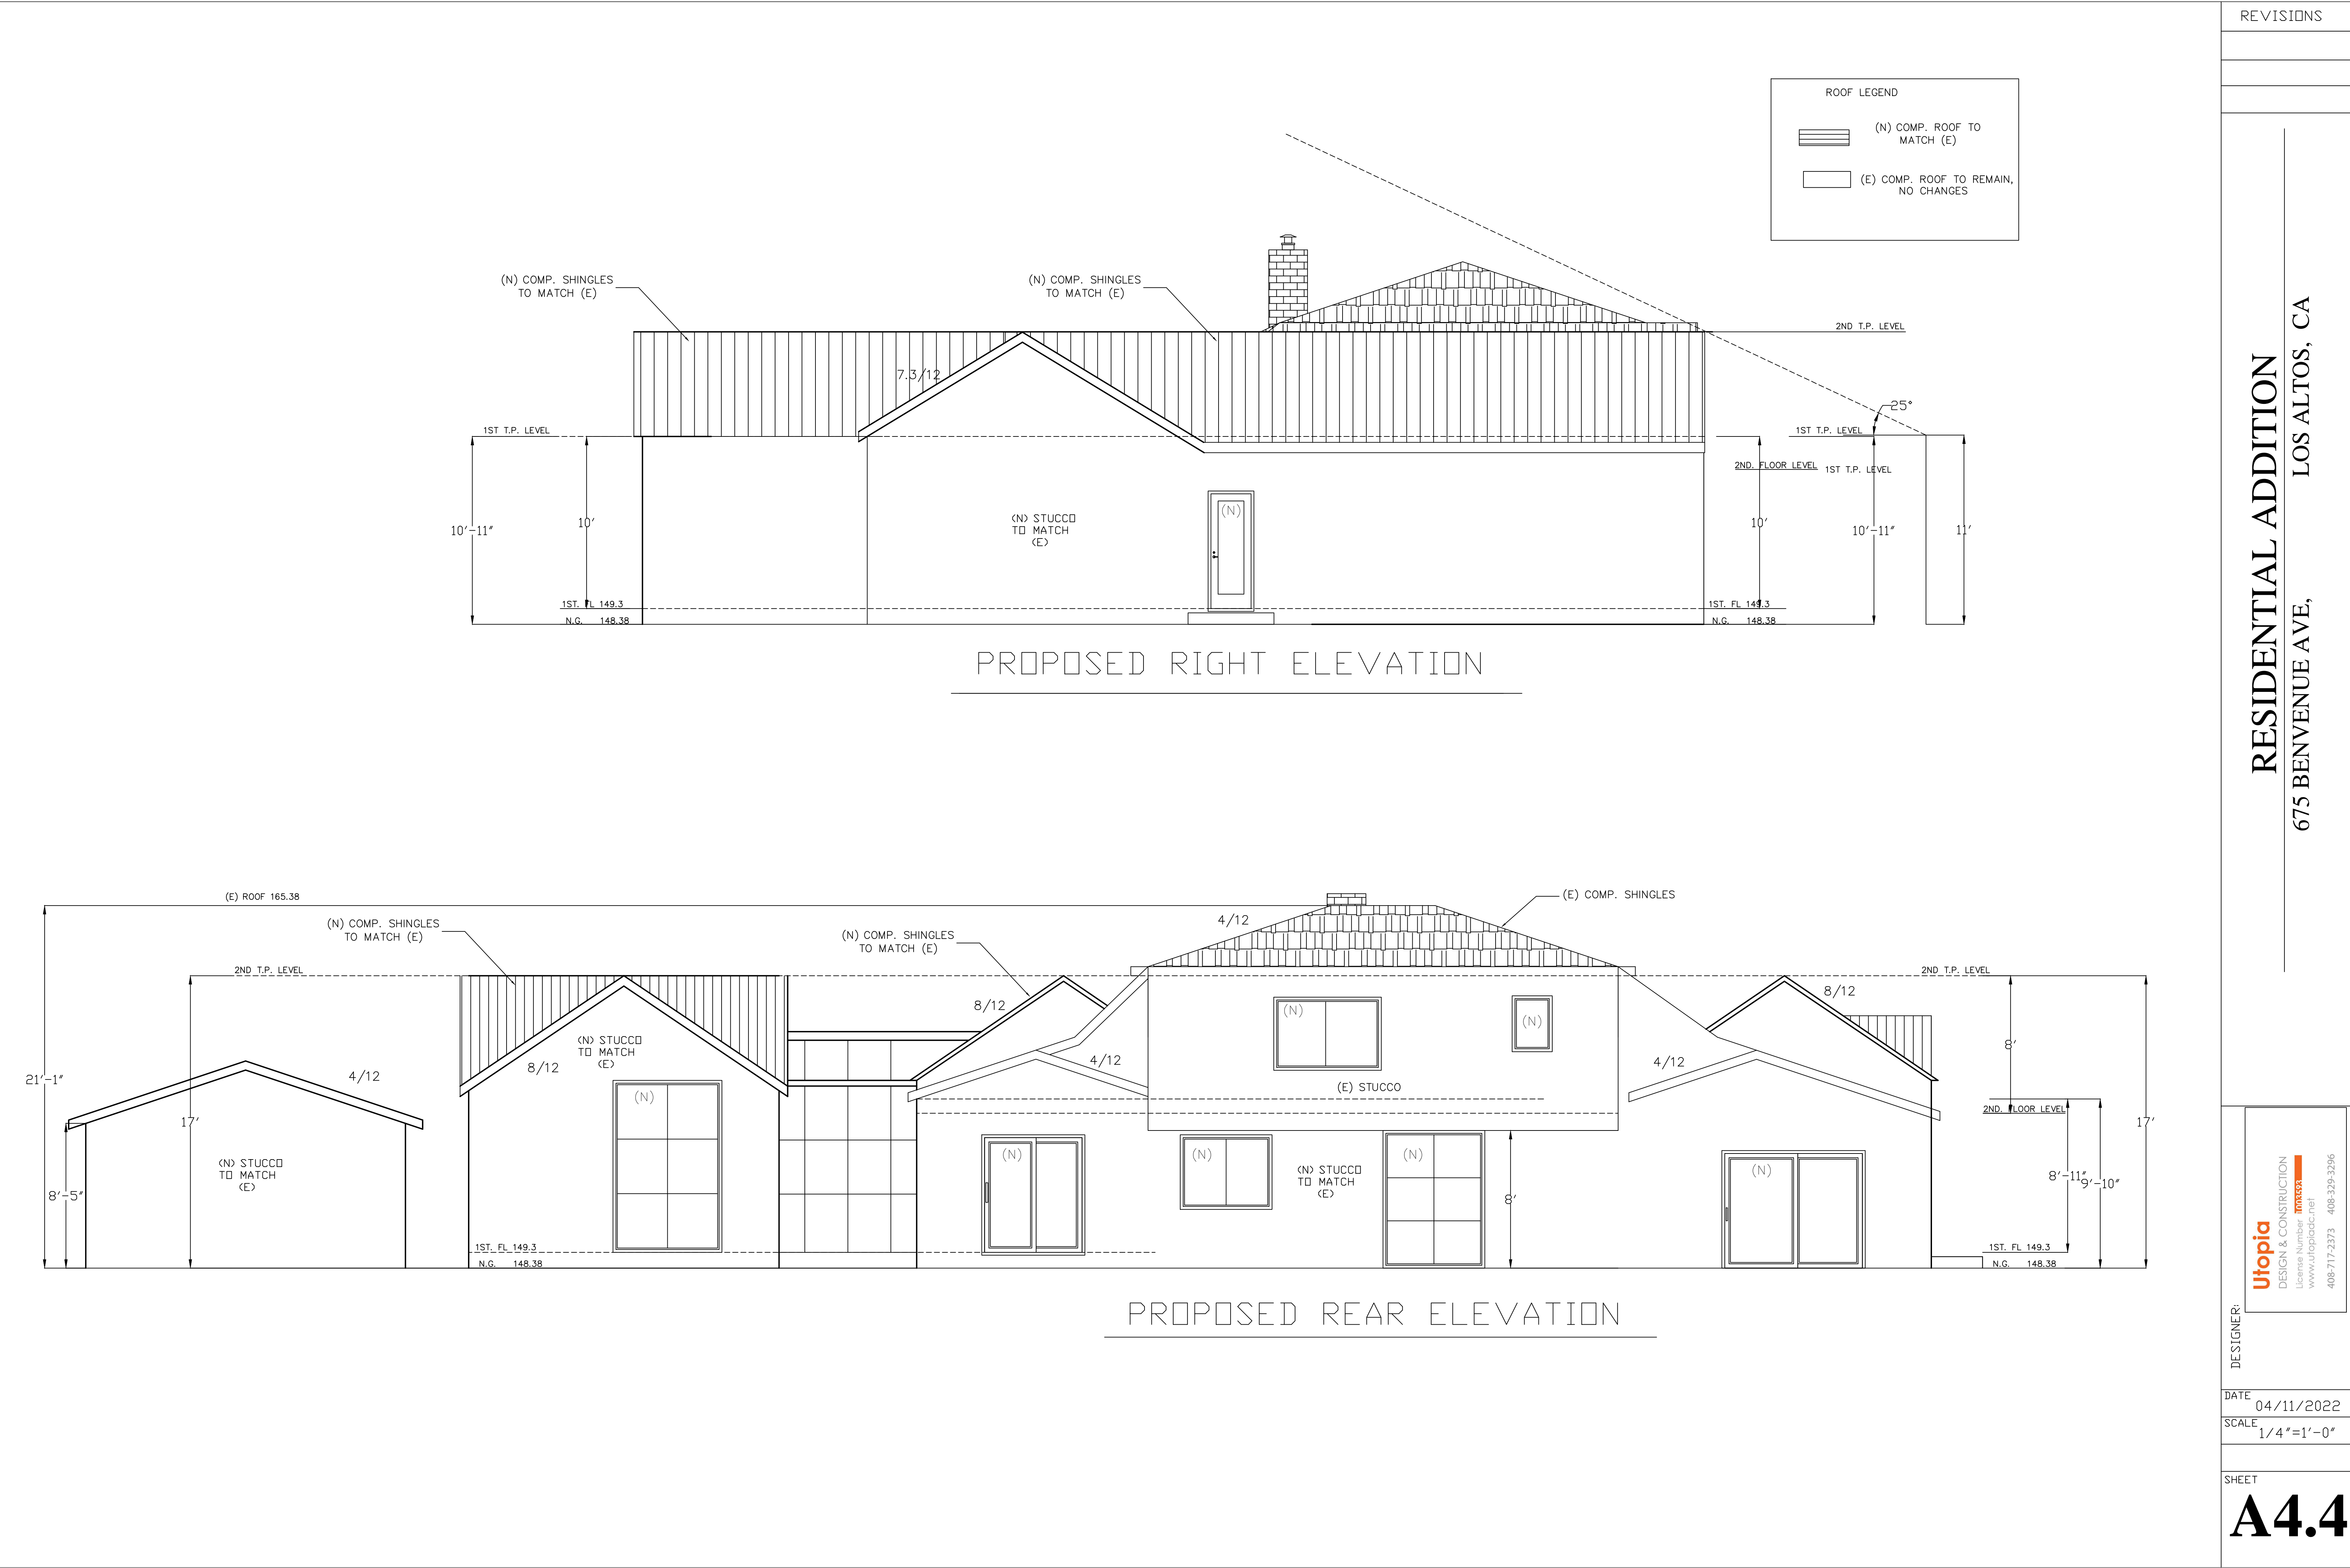 REVISIONS
ROOF LEGEND
(N) COMP. ROOF TO
MATCH (E)
(E) COMP. ROOF TO REMAIN,
NO CHANGES
(N) COMP. SHINGLES
TO MATCH (E)
(N) COMP. SHINGLES
TO MATCH (E)
2ND T.P. LEVEL
7.3/12
25°
1ST T.P. LEVEL
1ST T.P. LEVEL
2ND. FLOOR LEVEL
1ST T.P. LEVEL
(N)
(N) STUCCO
TO MATCH
(E)
10'-11"
10'
10'
10'-11"
11'
1ST. FL 149.3
N.G. 148.38
1ST. FL 149.3
N.G. 148.38
PROPOSED RIGHT ELEVATION
(E) ROOF 165.38
(N) COMP. SHINGLES
TO MATCH (E)
(N) COMP. SHINGLES
TO MATCH (E)
(E) COMP. SHINGLES
4/12
2ND T.P. LEVEL
2ND T.P. LEVEL
8/12
8/12
(N)
(N)
(N) STUCCO
TO MATCH
(E)
8/12
4/12
4/12
4/12
8'
21'-1"
(E) STUCCO
(N)
2ND. FLOOR LEVEL
17'
17'
(N) STUCCO
TO MATCH
(E)
(N)
(N)
(N)
(N)
(N) STUCCO
TO MATCH
(E)
8'-5"
8'
8'-11"
9'-10"
1ST. FL 149.3
N.G. 148.38
1ST. FL 149.3
N.G. 148.38
PROPOSED REAR ELEVATION
RESIDENTIAL ADDITION
675 BENVENUE AVE, LOS ALTOS, CA
DESIGNER:
Utopia
DESIGN & CONSTRUCTION
License Number 1003493
www.utopiadc.net
408-717-2373 408-329-3296
DATE
04/11/2022
SCALE
1/4"=1'-0"
SHEET
A4.4